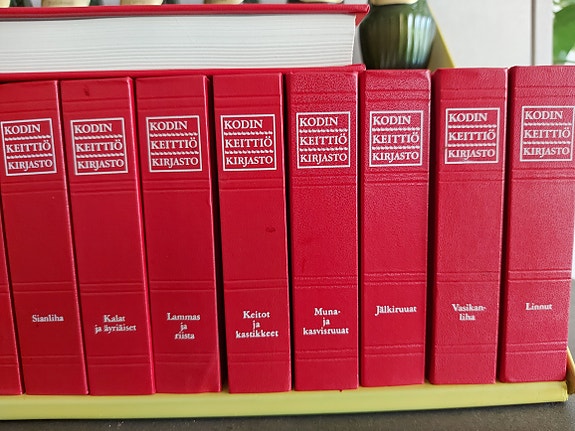 KODIN
KEITTIÖ
KIRJASTO
Sianliha
KODIN
KEITTIÖ
KIRJASTO
Kalat
ja äyriäiset
KODIN
KEITTIÖ
KIRJASTO
Lammas
ja
riista
KODIN
KEITTIÖ
KIRJASTO
Keitot
ja
kastikkeet
KODIN
KEITTIÖ
KIRJASTO
Muna-
ja
kasvisruuat
KODIN
KEITTIÖ
KIRJASTO
Jälkiruuat
KODIN
KEITTIÖ
KIRJASTO
Vasikan-
liha
KODIN
KEITTIÖ
KIRJASTO
Linnut